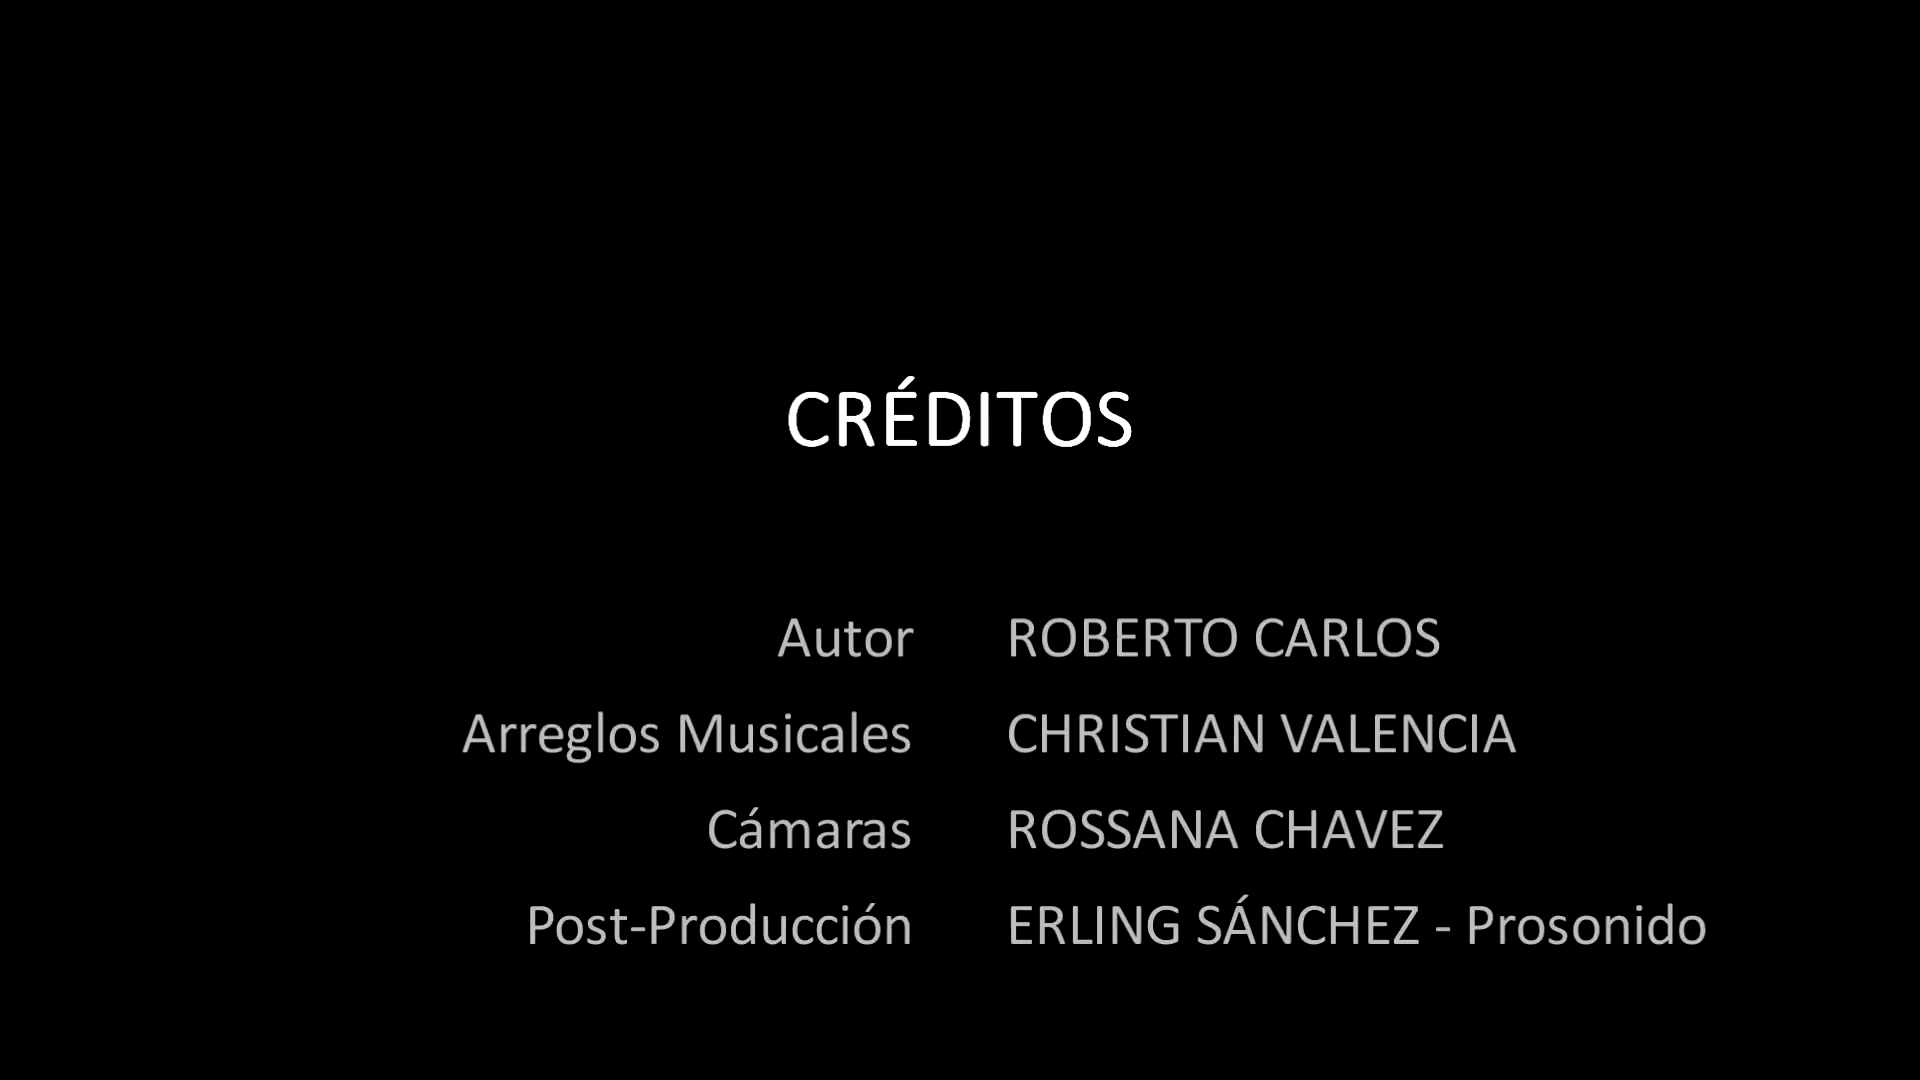 CRÉDITOS
Autor ROBERTO CARLOS
Arreglos Musicales CHRISTIAN VALENCIA
Cámaras ROSSANA CHAVEZ
Post-Producción ERLING SÁNCHEZ - Prosonido